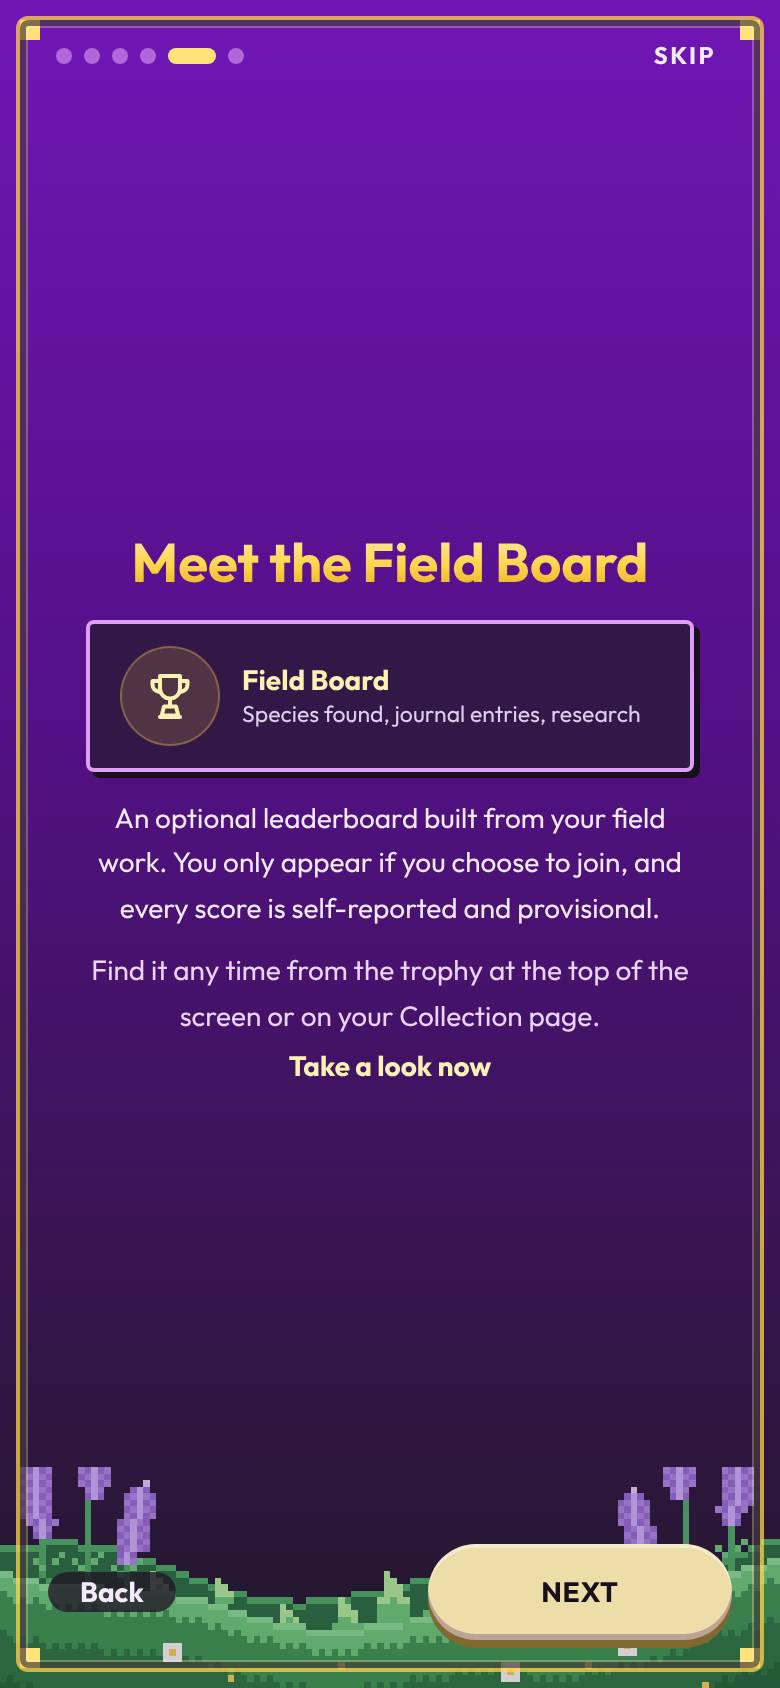 SKIP
Meet the Field Board
Field Board
Species found, journal entries, research
An optional leaderboard built from your field
work. You only appear if you choose to join, and
every score is self-reported and provisional.
Find it any time from the trophy at the top of the
screen or on your Collection page.
Take a look now
Back
NEXT